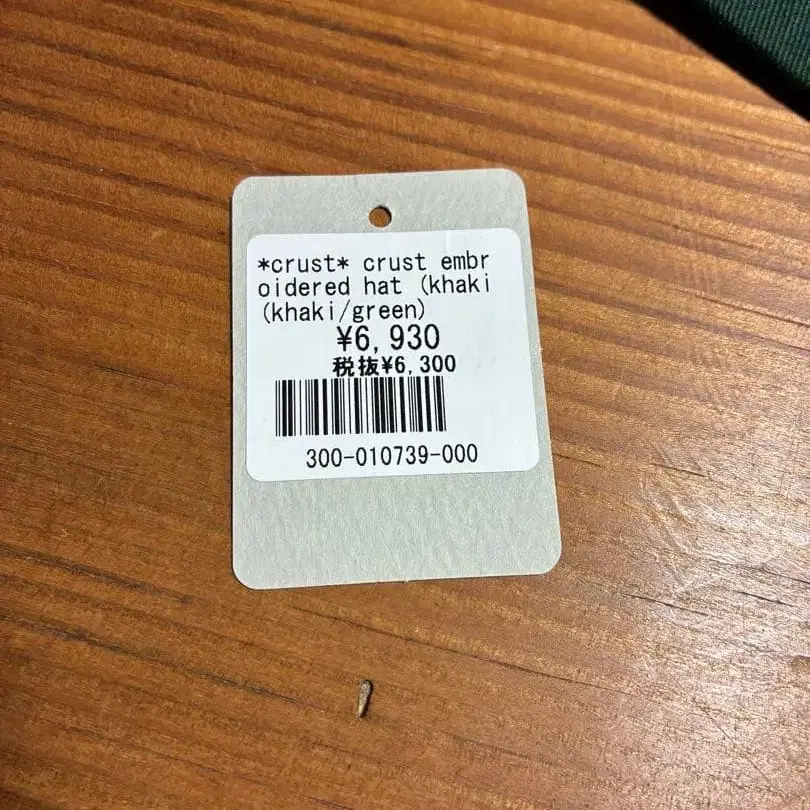 *crust* crust embr
oidered hat (khaki
(khaki/green)
¥6,930
税抜¥6,300
300-010739-000